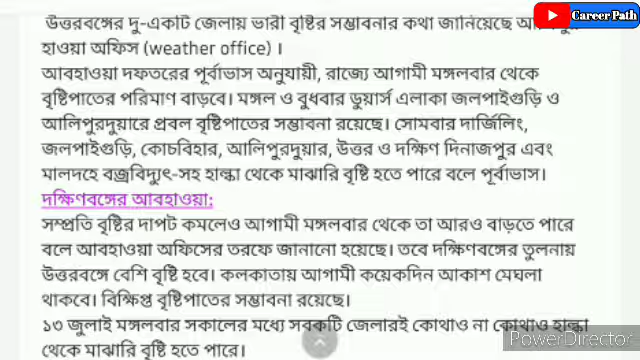 Career Path
উত্তরবঙ্গের দু-একটি জেলায় ভারী বৃষ্টির সম্ভাবনার কথা জানিয়েছে
হাওয়া অফিস (weather office) ।
আবহাওয়া দফতরের পূর্বাভাস অনুযায়ী, রাজ্যে আগামী মঙ্গলবার থেকে
বৃষ্টিপাতের পরিমাণ বাড়বে। মঙ্গল ও বুধবার ডুয়ার্স এলাকা জলপাইগুড়ি ও
আলিপুরদুয়ারে প্রবল বৃষ্টিপাতের সম্ভাবনা রয়েছে। সোমবার দার্জিলিং,
জলপাইগুড়ি, কোচবিহার, আলিপুরদুয়ার, উত্তর ও দক্ষিণ দিনাজপুর এবং
মালদহে বজ্রবিদ্যুৎ-সহ হাল্কা থেকে মাঝারি বৃষ্টি হতে পারে বলে পূর্বাভাস।
দক্ষিণবঙ্গের আবহাওয়া:
সম্প্রতি বৃষ্টির দাপট কমলেও আগামী মঙ্গলবার থেকে তা আরও বাড়তে পারে
বলে আবহাওয়া অফিসের তরফে জানানো হয়েছে। তবে দক্ষিণবঙ্গের তুলনায়
উত্তরবঙ্গে বেশি বৃষ্টি হবে। কলকাতায় আগামী কয়েকদিন আকাশ মেঘলা
থাকবে। বিক্ষিপ্ত বৃষ্টিপাতের সম্ভাবনা রয়েছে।
১৩ জুলাই মঙ্গলবার সকালের মধ্যে সবকটি জেলারই কোথাও না কোথাও হাল্কা
থেকে মাঝারি বৃষ্টি হতে পারে।
PowerDirector